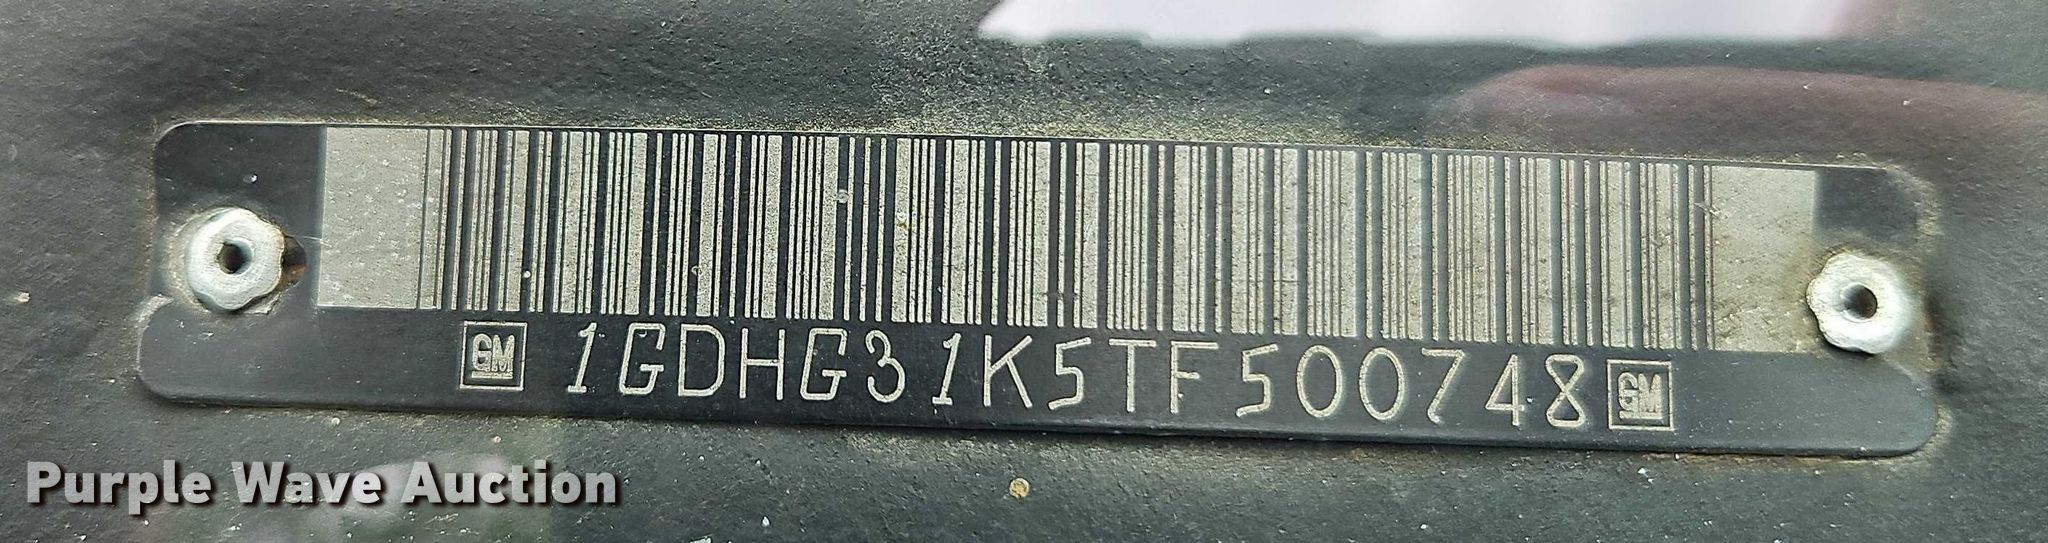 GM 1GDHG31K5TF500748 GM
Purple Wave Auction